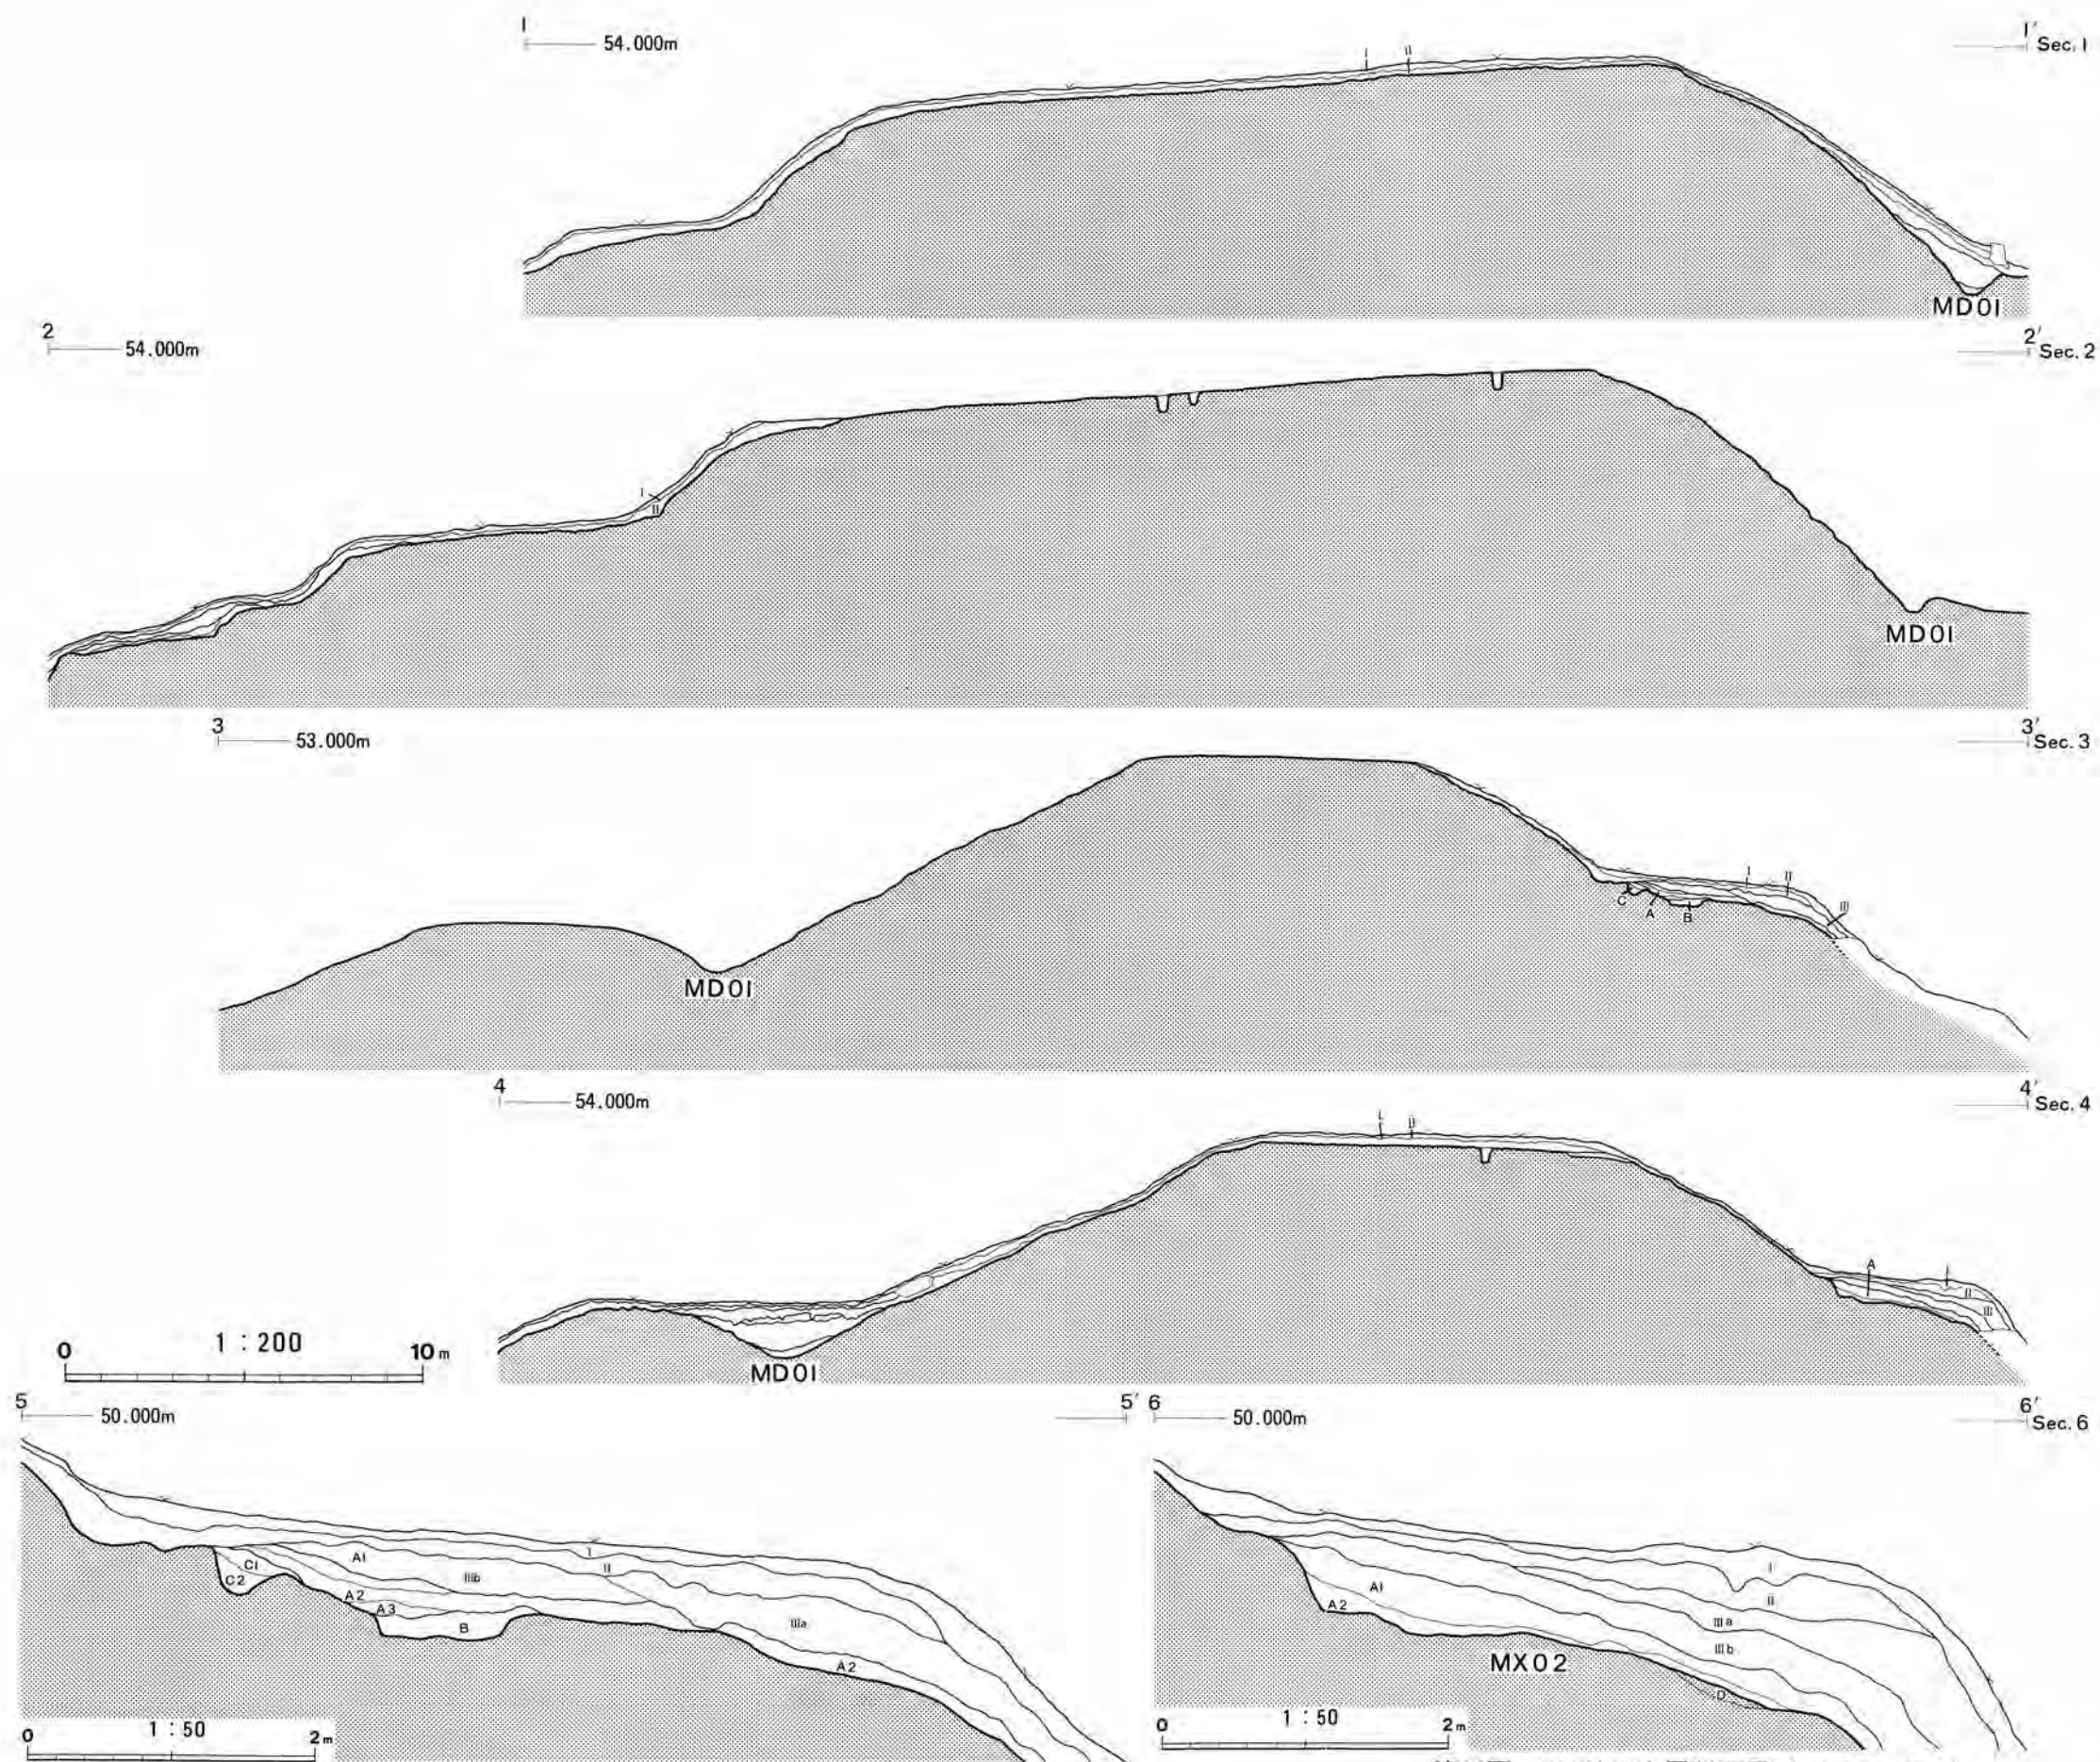 1 1′
54.000m Sec. 1
I II
MD01
2 2′
54.000m Sec. 2
I
II
MD01
3 3′
53.000m Sec. 3
I II
III
C A B
MD01
4 4′
54.000m Sec. 4
I II
A I
II
III
MD01
1 : 200
0 10m
5 5′
50.000m
I
II
A1
IIIb
C1
C2
A2
A3
B
IIIa
A2
1 : 50
0 2m
6 6′
50.000m Sec. 6
I
II
A1
A2
IIIa
IIIb
MX02
D
1 : 50
0 2m